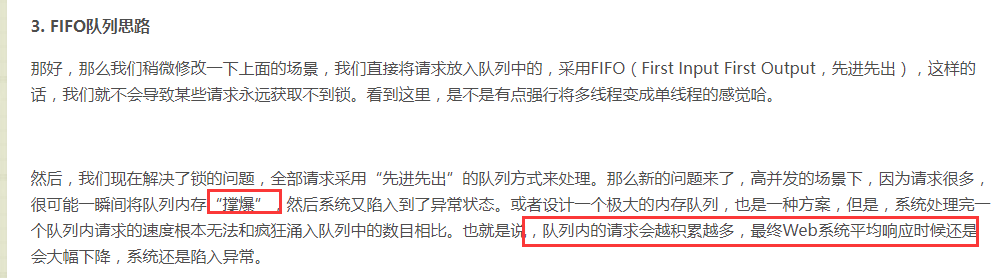 3. FIFO队列思路
那好，那么我们稍微修改一下上面的场景，我们直接将请求放入队列中的，采用FIFO（First Input First Output，先进先出），这样的
话，我们就不会导致某些请求永远获取不到锁。看到这里，是不是有点强行将多线程变成单线程的感觉哈。
然后，我们现在解决了锁的问题，全部请求采用“先进先出”的队列方式来处理。那么新的问题来了，高并发的场景下，因为请求很多，
很可能一瞬间将队列内存“撑爆”，然后系统又陷入到了异常状态。或者设计一个极大的内存队列，也是一种方案，但是，系统处理完一
个队列内请求的速度根本无法和疯狂涌入队列中的数目相比。也就是说，队列内的请求会越积累越多，最终Web系统平均响应时候还是
会大幅下降，系统还是陷入异常。